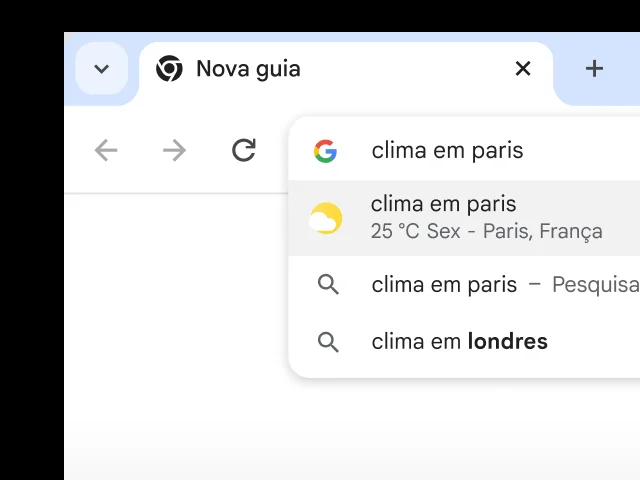 Nova guia
clima em paris
clima em paris
25 °C Sex - Paris, França
clima em paris – Pesquisa
clima em londres